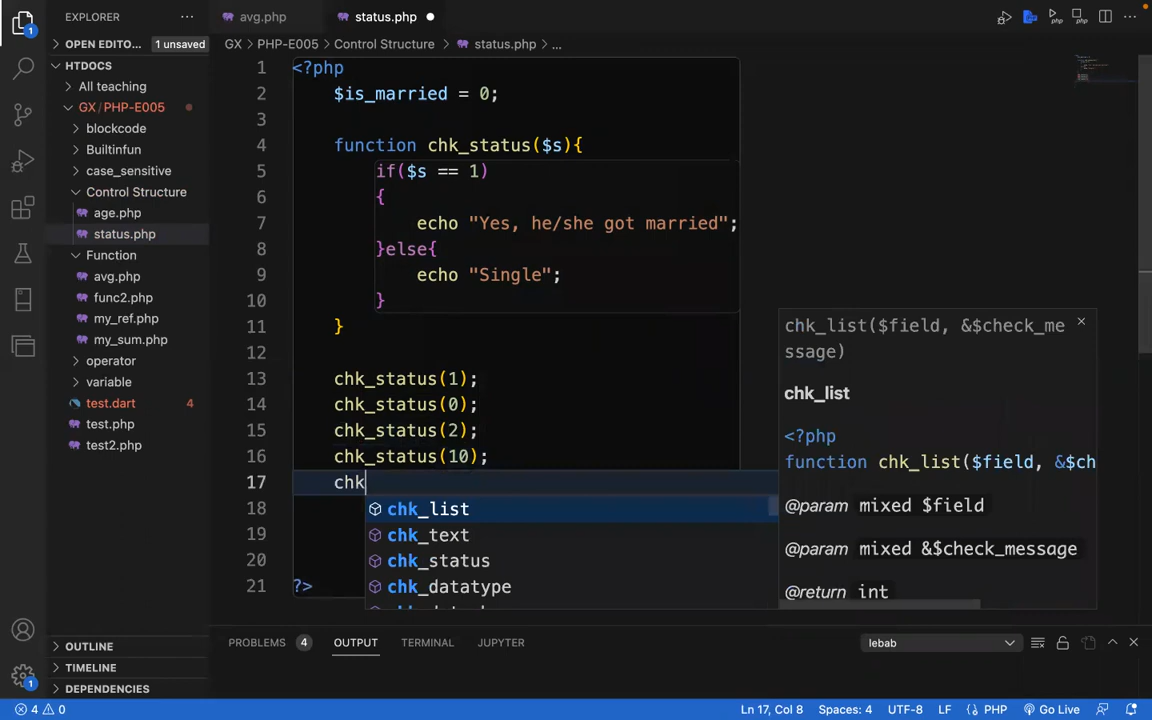 EXPLORER
avg.php
status.php
OPEN EDITO...
1 unsaved
GX
PHP-E005
Control Structure
status.php
...
HTDOCS
All teaching
GX/PHP-E005
blockcode
Builtinfun
case_sensitive
Control Structure
age.php
status.php
Function
avg.php
func2.php
my_ref.php
my_sum.php
operator
variable
test.dart
4
test.php
test2.php
OUTLINE
TIMELINE
DEPENDENCIES
1 <?php
2 $is_married = 0;
3
4 function chk_status($s){
5 if($s == 1)
6 {
7 echo "Yes, he/she got married";
8 }else{
9 echo "Single";
10 }
11 }
12
13 chk_status(1);
14 chk_status(0);
15 chk_status(2);
16 chk_status(10);
17 chk
18
19
20
21 ?>
chk_list
chk_text
chk_status
chk_datatype
chk_list($field, &$check_me
ssage)
chk_list
<?php
function chk_list($field, &$ch
@param mixed $field
@param mixed &$check_message
@return int
PROBLEMS
4
OUTPUT
TERMINAL
JUPYTER
lebab
1
1
4
0
Ln 17, Col 8
Spaces: 4
UTF-8
LF
{} PHP
Go Live